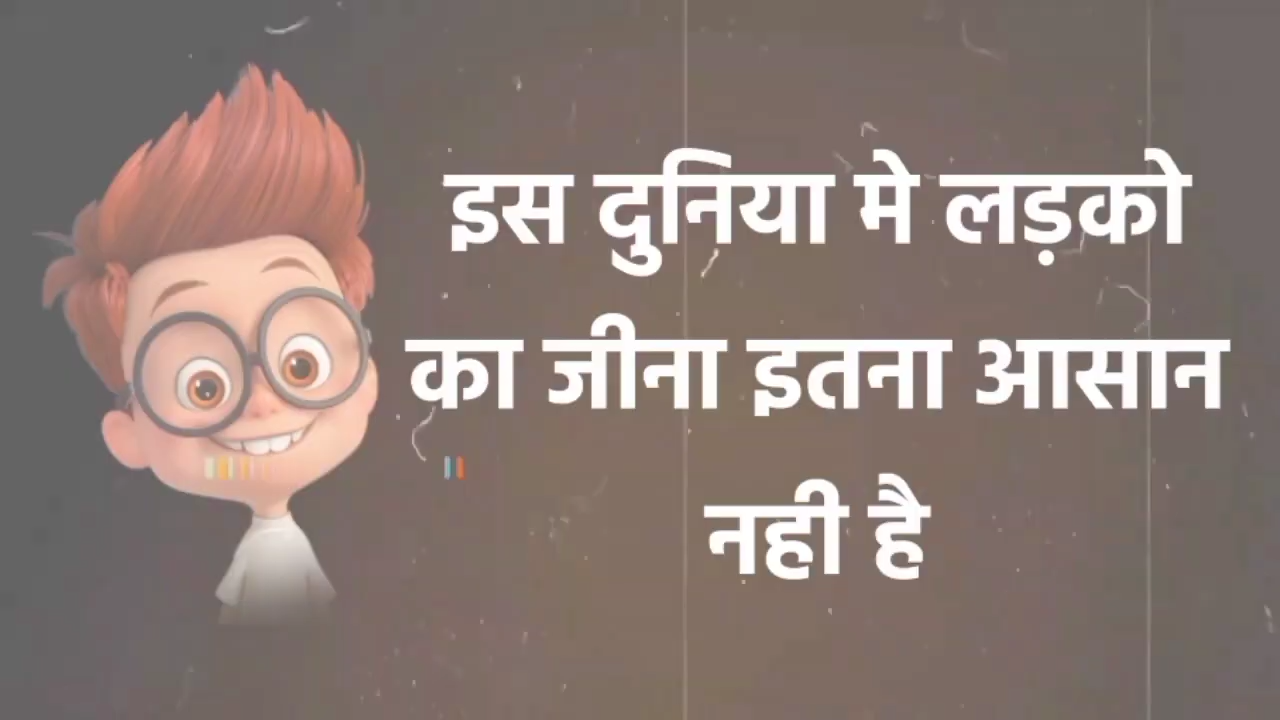 इस दुनिया मे लड़को
का जीना इतना आसान
नही है